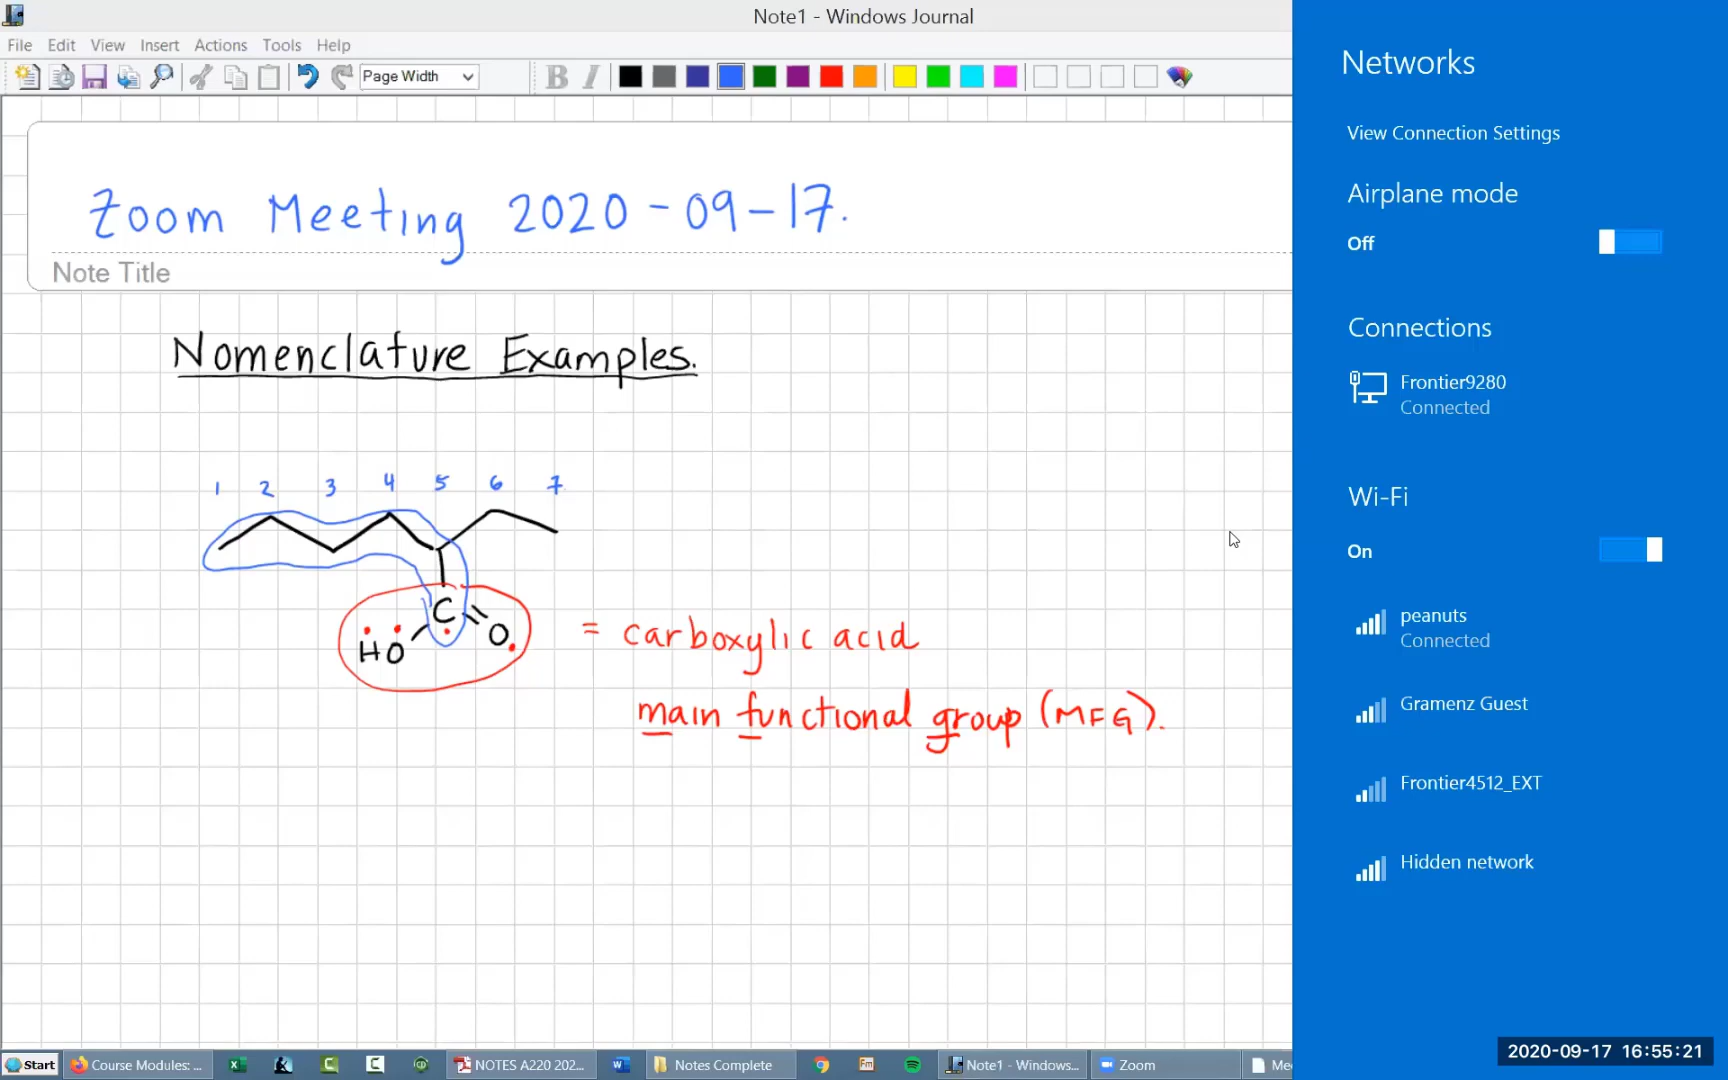 Note1 - Windows Journal
File Edit View Insert Actions Tools Help
Page Width
B I
Zoom Meeting 2020-09-17.
Note Title
Nomenclature Examples.
1 2 3 4 5 6 7
C
HO O
= carboxylic acid
main functional group (MFG).
Networks
View Connection Settings
Airplane mode
Off
Connections
Frontier9280
Connected
Wi-Fi
On
peanuts
Connected
Gramenz Guest
Frontier4512_EXT
Hidden network
2020-09-17 16:55:21
Start Course Modules: ... NOTES A220 202... Notes Complete Fm Note1 - Windows... Zoom Me